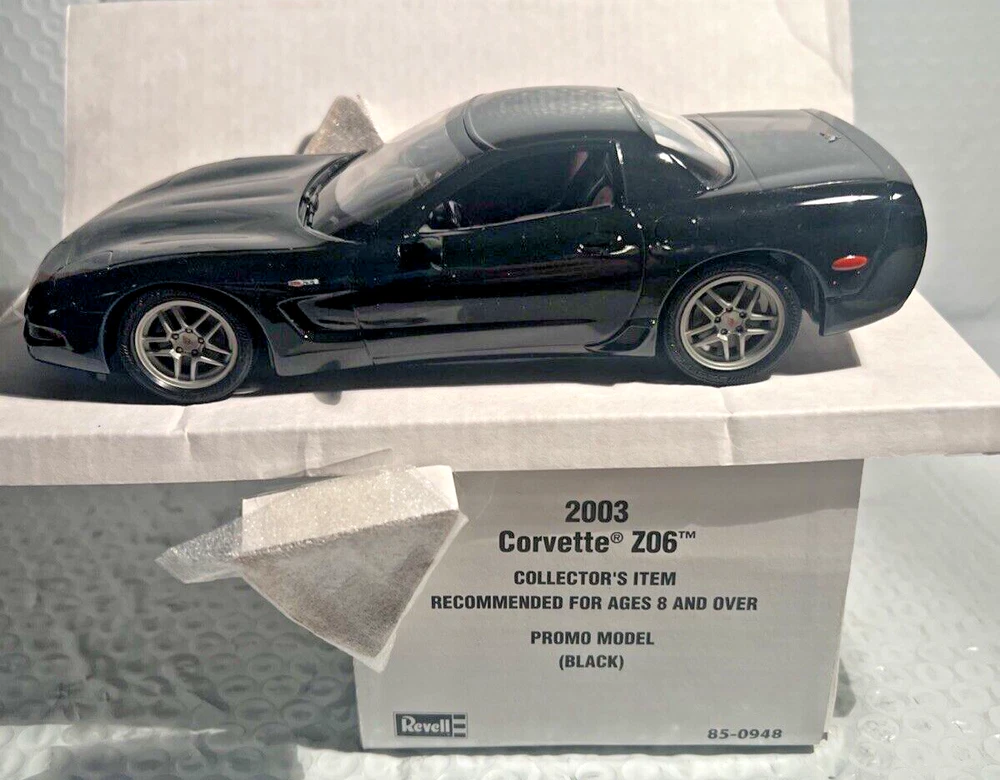 2003
Corvette® Z06™
COLLECTOR'S ITEM
RECOMMENDED FOR AGES 8 AND OVER
PROMO MODEL
(BLACK)
Revell
85-0948